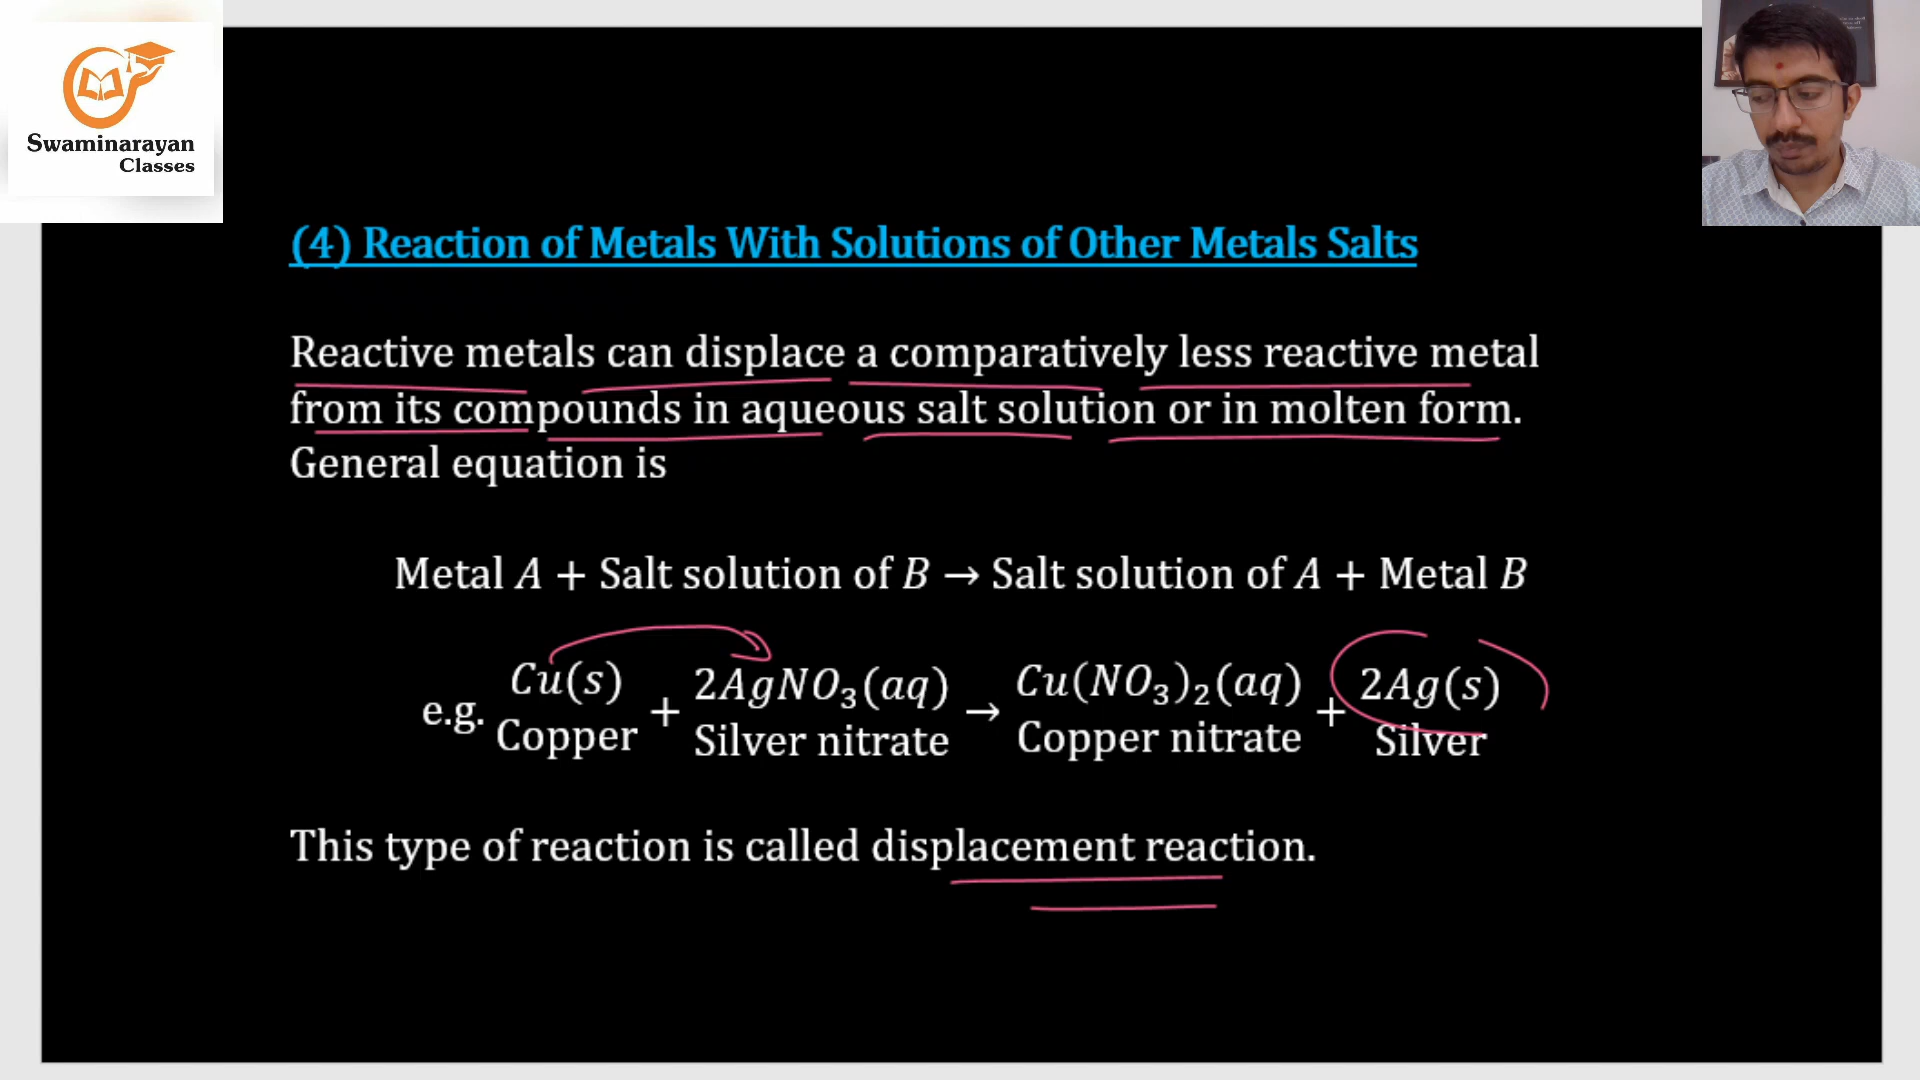 Swaminarayan
Classes
(4) Reaction of Metals With Solutions of Other Metals Salts
Reactive metals can displace a comparatively less reactive metal
from its compounds in aqueous salt solution or in molten form.
General equation is
Metal A + Salt solution of B → Salt solution of A + Metal B
e.g. Cu(s) + 2AgNO₃(aq) → Cu(NO₃)₂(aq) + 2Ag(s)
Copper Silver nitrate Copper nitrate Silver
This type of reaction is called displacement reaction.